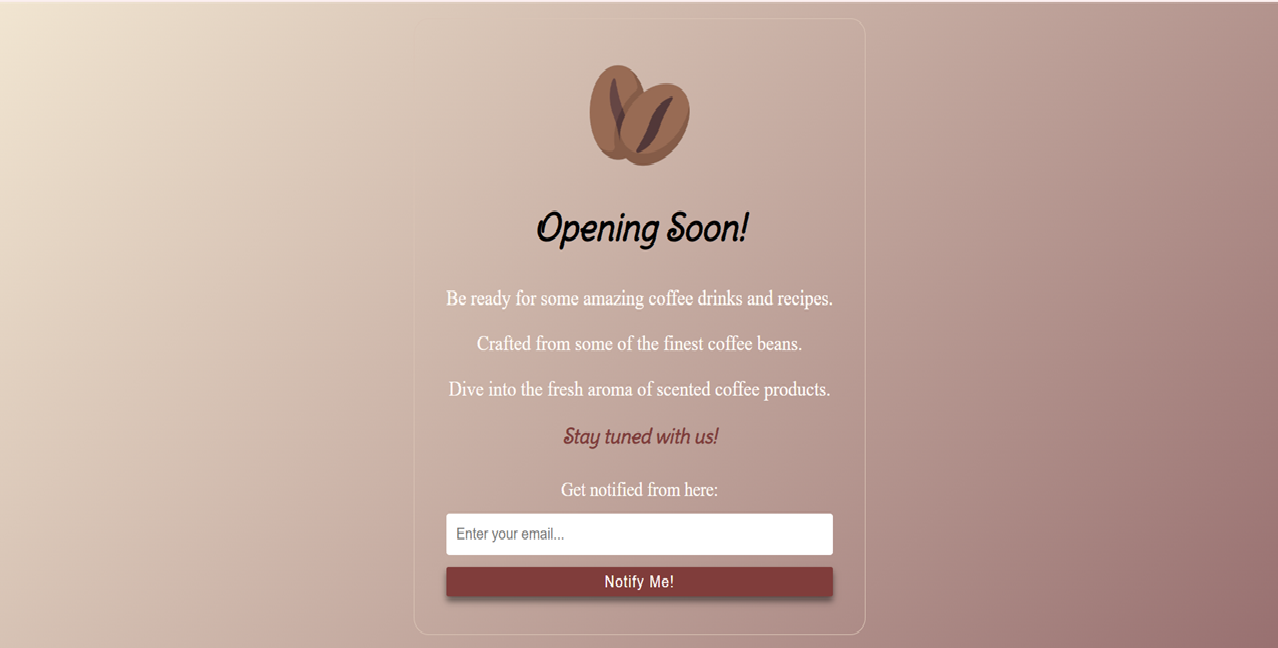 Opening Soon!
Be ready for some amazing coffee drinks and recipes.
Crafted from some of the finest coffee beans.
Dive into the fresh aroma of scented coffee products.
Stay tuned with us!
Get notified from here:
Enter your email...
Notify Me!